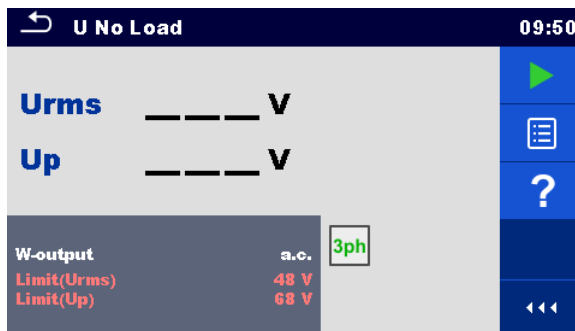 U No Load 09:50
Urms ___ V
Up ___ V
W-output a.c.
Limit(Urms) 48 V
Limit(Up) 68 V
3ph
?